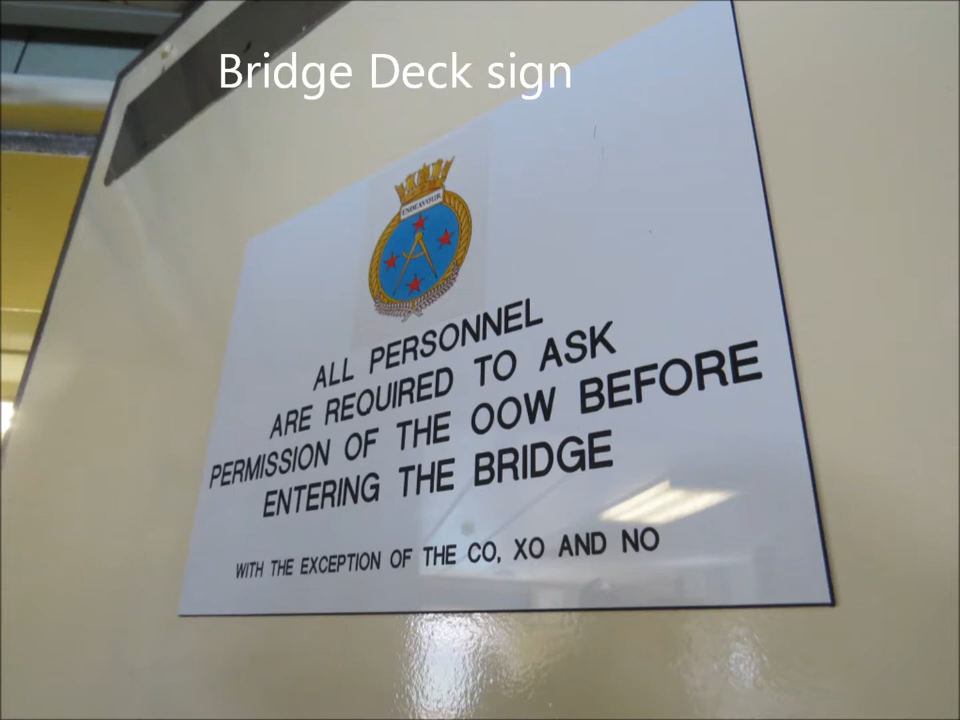 Bridge Deck sign
ENDEAVOUR
ALL PERSONNEL
ARE REQUIRED TO ASK
PERMISSION OF THE OOW BEFORE
ENTERING THE BRIDGE
WITH THE EXCEPTION OF THE CO, XO AND NO